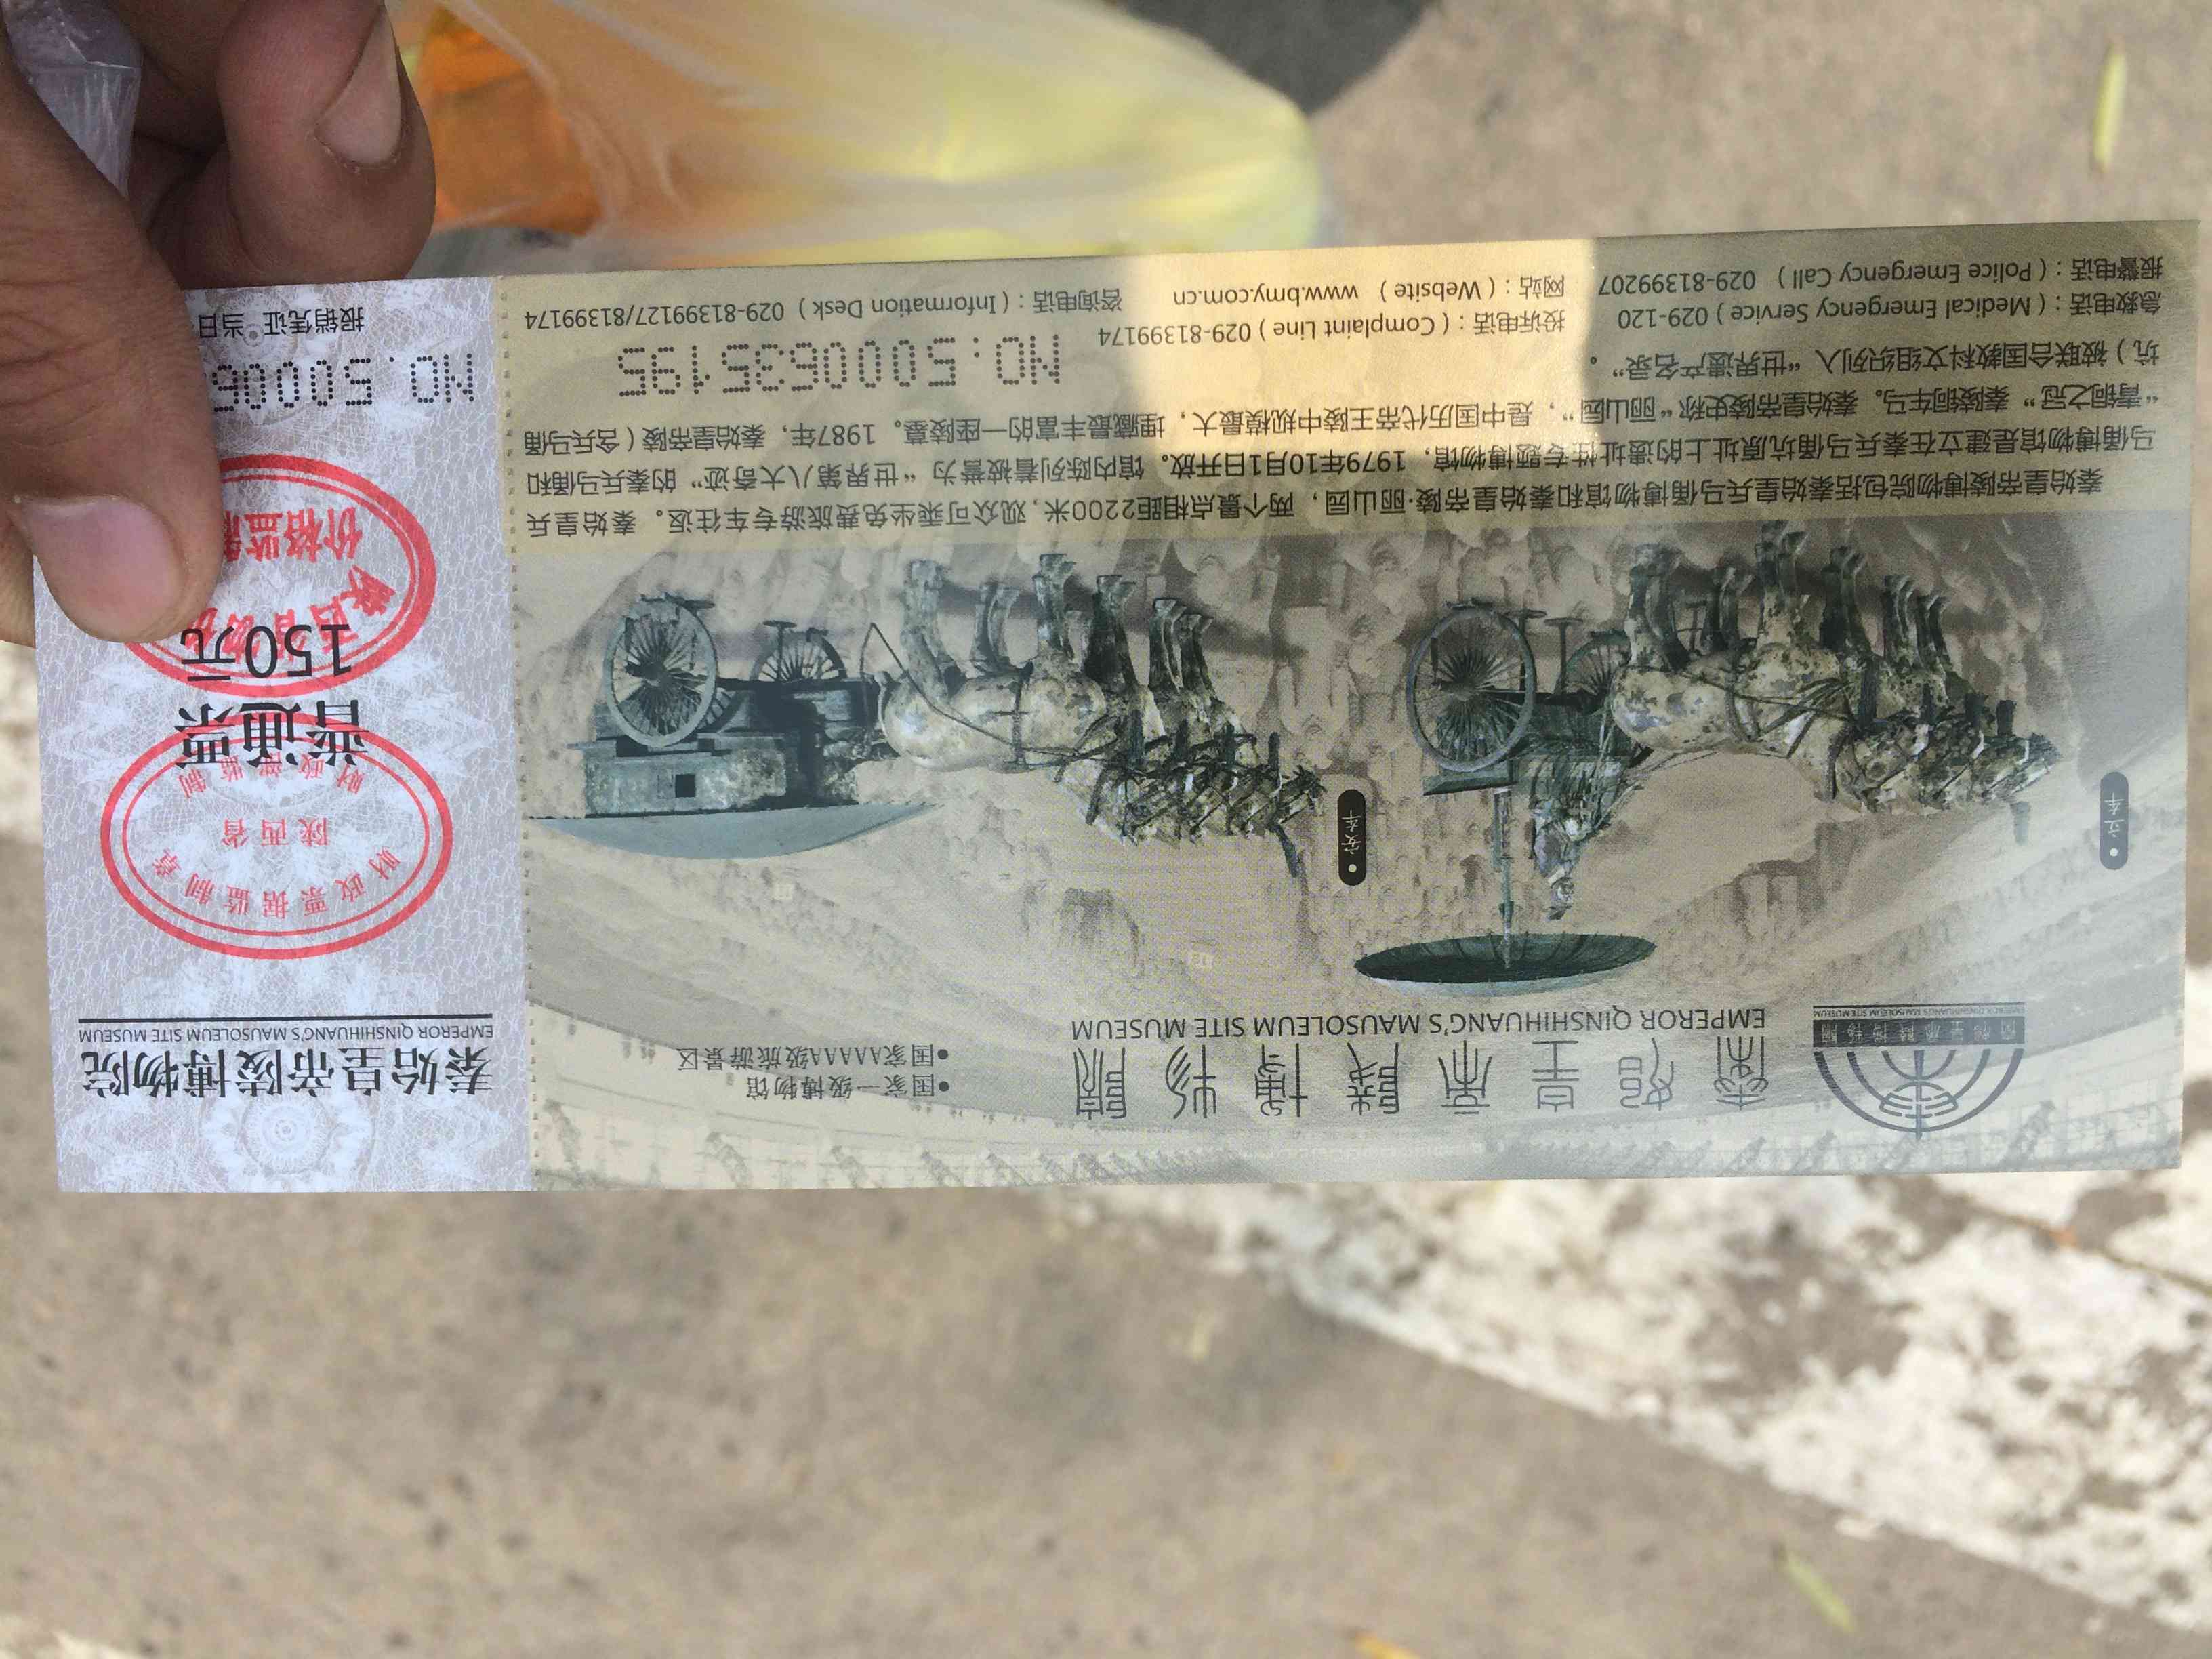 秦始皇帝陵博物院
EMPEROR QINSHIHUANG'S MAUSOLEUM SITE MUSEUM
秦始皇帝陵博物院
EMPEROR QINSHIHUANG'S MAUSOLEUM SITE MUSEUM
•国家一级博物馆
•国家AAAAA级旅游景区
立车
安车
秦始皇帝陵博物院包括秦始皇兵马俑博物馆和秦始皇帝陵·丽山园，两个景点相距2200米,观众可乘坐免费旅游专车往返。秦始皇兵
马俑博物馆是建立在秦兵马俑坑原址上的遗址性专题博物馆，1979年10月1日开放。馆内陈列着被誉为“世界第八大奇迹”的秦兵马俑和
“青铜之冠”秦陵铜车马。秦始皇帝陵史称“丽山园”，是中国历代帝王陵中规模最大，埋藏最丰富的一座陵墓。1987年，秦始皇帝陵（含兵马俑
坑）被联合国教科文组织列入“世界遗产名录”。
NO:5000635195
急救电话：(Medical Emergency Service) 029-120
投诉电话：(Complaint Line) 029-81399174
报警电话：(Police Emergency Call) 029-81399207
网站：(Website) www.bmy.com.cn
咨询电话：(Information Desk) 029-81399127/81399174
秦始皇帝陵博物院
EMPEROR QINSHIHUANG'S MAUSOLEUM SITE MUSEUM
财政票据监制章
陕西省
财政部监制
普通票
150元
陕西省物价
价格监制
NO.50006
报销凭证 当日